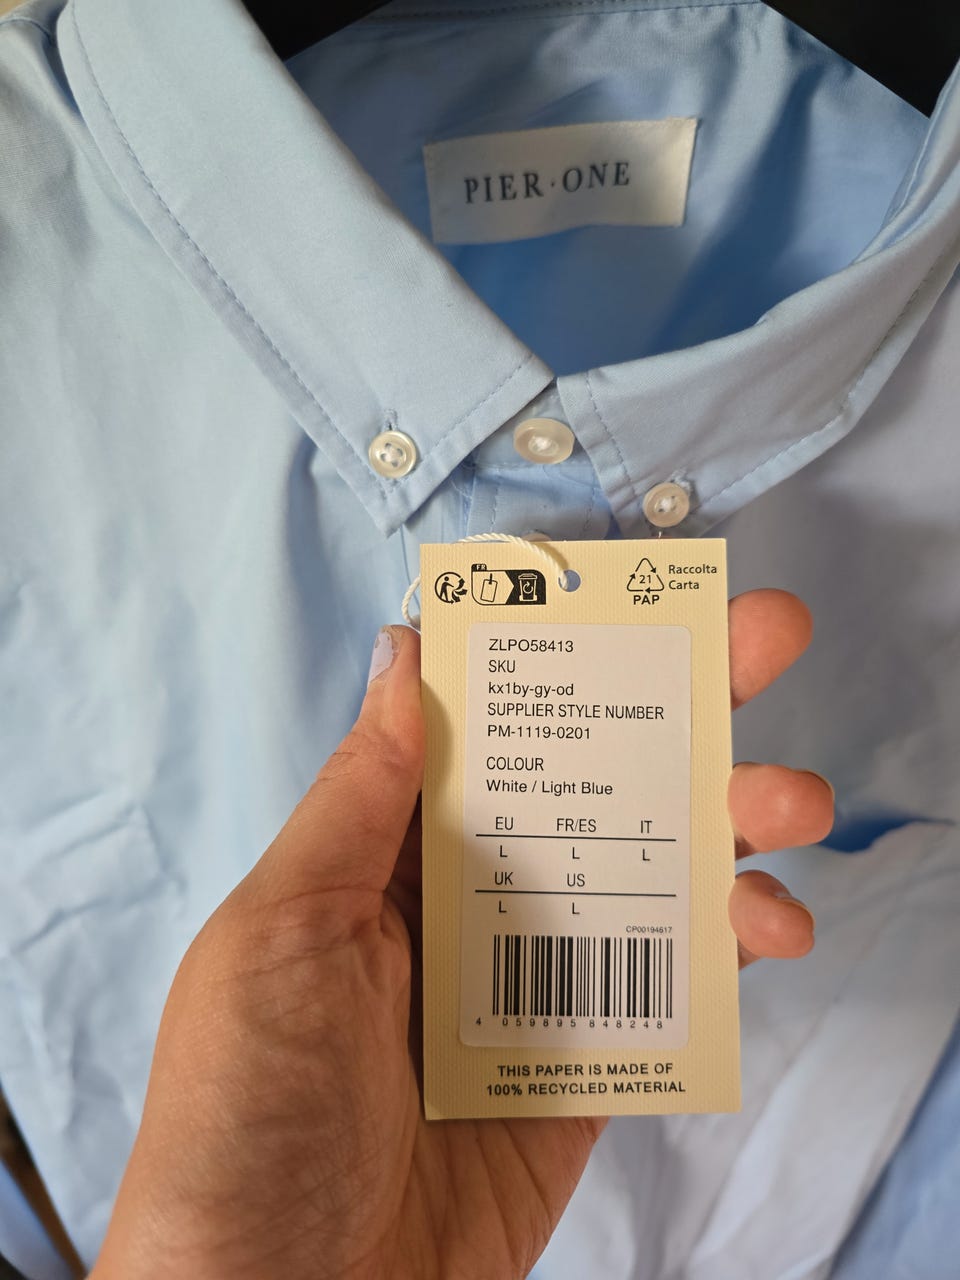 PIER·ONE
FR
21
PAP
Raccolta
Carta
ZLPO58413
SKU
kx1by-gy-od
SUPPLIER STYLE NUMBER
PM-1119-0201
COLOUR
White / Light Blue
EU FR/ES IT
L L L
UK US
L L
CP00194617
4 059895 848248
THIS PAPER IS MADE OF
100% RECYCLED MATERIAL